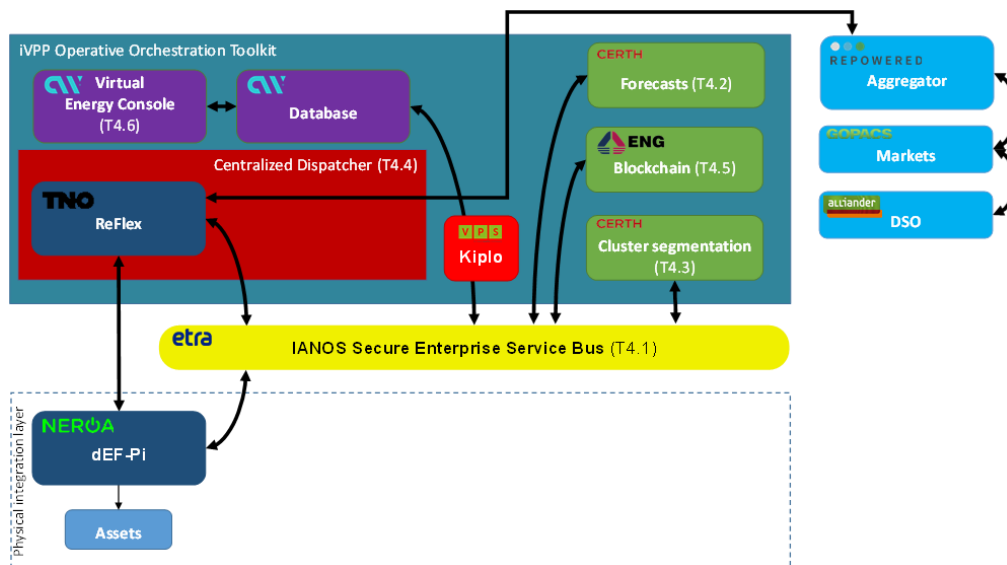 iVPP Operative Orchestration Toolkit
Virtual
Energy Console
(T4.6)
Database
CERTH
Forecasts (T4.2)
REPOWERED
Aggregator
ENG
Blockchain (T4.5)
GOPACS
Markets
Centralized Dispatcher (T4.4)
TNO
ReFlex
alliander
DSO
VPS
Kiplo
CERTH
Cluster segmentation
(T4.3)
etra
IANOS Secure Enterprise Service Bus (T4.1)
Physical integration layer
NEROA
dEF-Pi
Assets